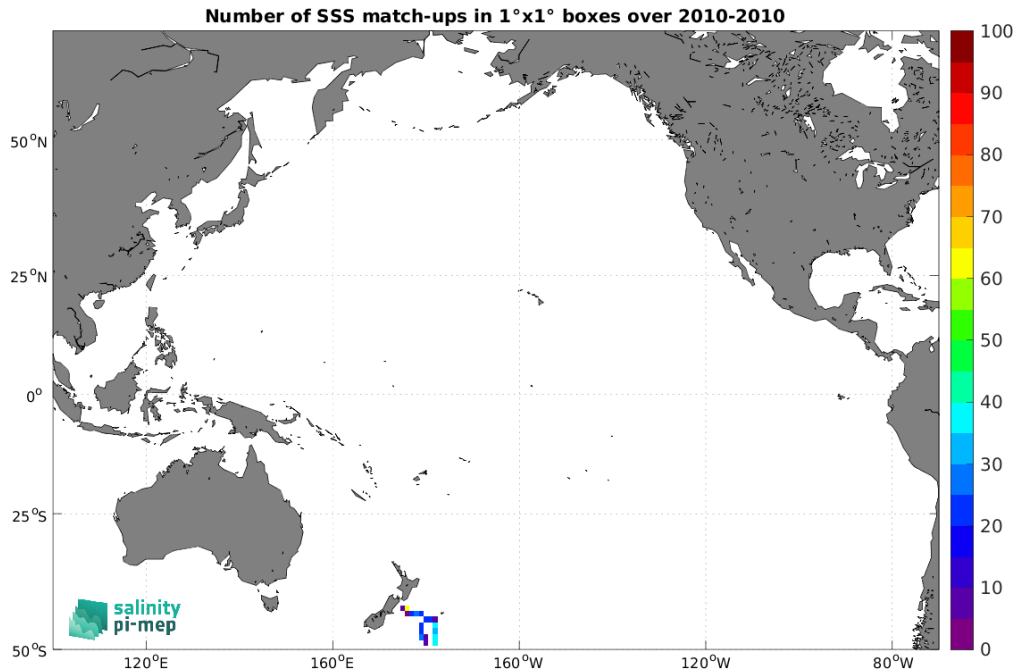 Number of SSS match-ups in 1°x1° boxes over 2010-2010
100
90
80
70
60
50
40
30
20
10
0
50°N
25°N
0°
25°S
50°S
120°E
160°E
160°W
120°W
80°W
salinity
pi-mep